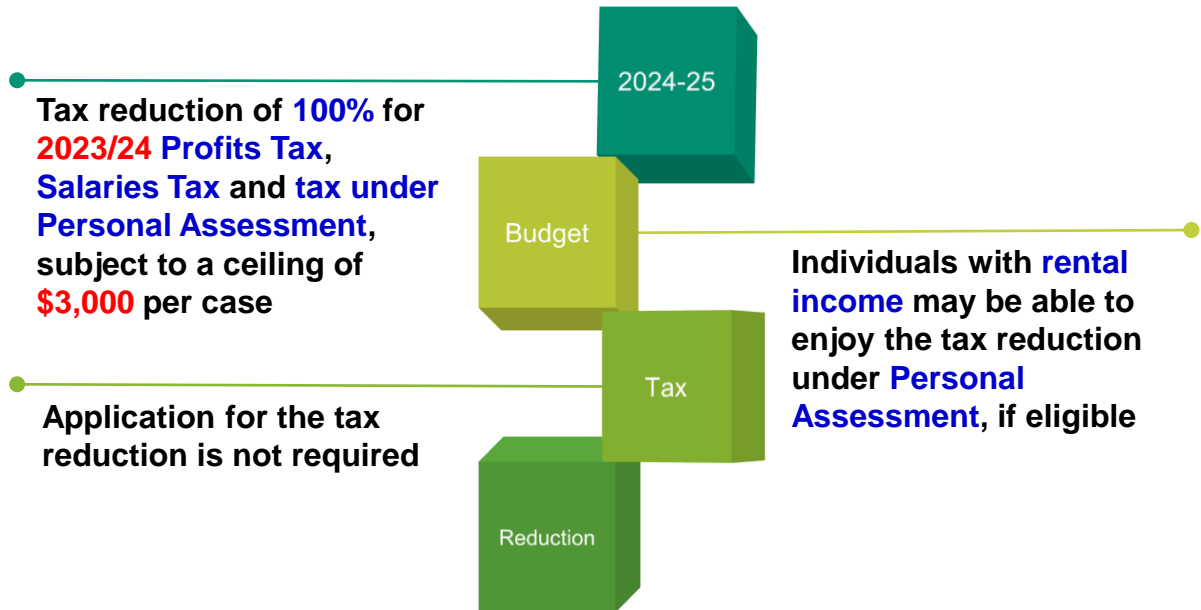 2024-25
Tax reduction of 100% for
2023/24 Profits Tax,
Salaries Tax and tax under
Personal Assessment,
subject to a ceiling of
$3,000 per case
Budget
Individuals with rental
income may be able to
enjoy the tax reduction
under Personal
Assessment, if eligible
Tax
Application for the tax
reduction is not required
Reduction